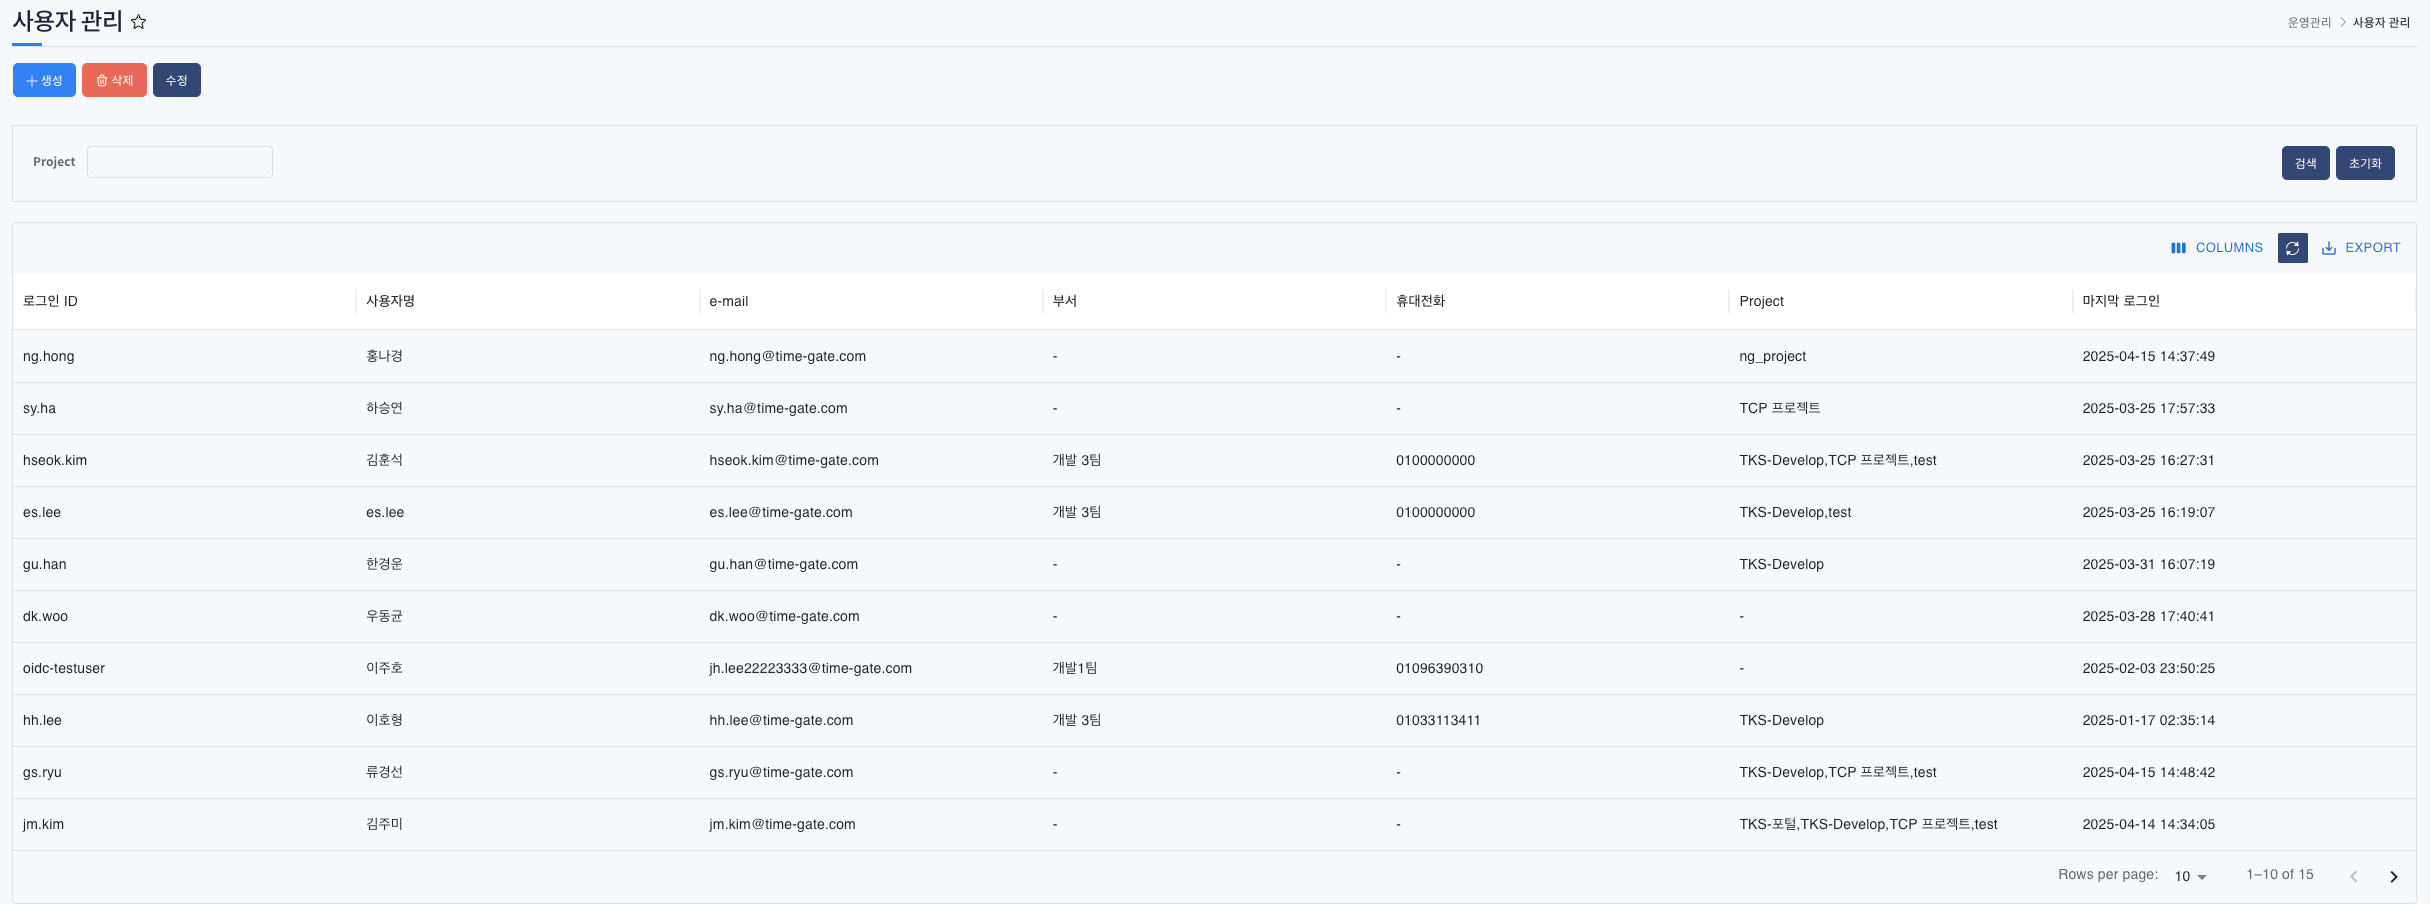 사용자 관리
운영관리 > 사용자 관리
생성 삭제 수정
Project
검색 초기화
COLUMNS EXPORT
로그인 ID 사용자명 e-mail 부서 휴대전화 Project 마지막 로그인
ng.hong 홍나경 ng.hong@time-gate.com - - ng_project 2025-04-15 14:37:49
sy.ha 하승연 sy.ha@time-gate.com - - TCP 프로젝트 2025-03-25 17:57:33
hseok.kim 김훈석 hseok.kim@time-gate.com 개발 3팀 0100000000 TKS-Develop,TCP 프로젝트,test 2025-03-25 16:27:31
es.lee es.lee es.lee@time-gate.com 개발 3팀 0100000000 TKS-Develop,test 2025-03-25 16:19:07
gu.han 한경운 gu.han@time-gate.com - - TKS-Develop 2025-03-31 16:07:19
dk.woo 우동균 dk.woo@time-gate.com - - - 2025-03-28 17:40:41
oidc-testuser 이주호 jh.lee22223333@time-gate.com 개발1팀 01096390310 - 2025-02-03 23:50:25
hh.lee 이호형 hh.lee@time-gate.com 개발 3팀 01033113411 TKS-Develop 2025-01-17 02:35:14
gs.ryu 류경선 gs.ryu@time-gate.com - - TKS-Develop,TCP 프로젝트,test 2025-04-15 14:48:42
jm.kim 김주미 jm.kim@time-gate.com - - TKS-포털,TKS-Develop,TCP 프로젝트,test 2025-04-14 14:34:05
Rows per page: 10 1–10 of 15